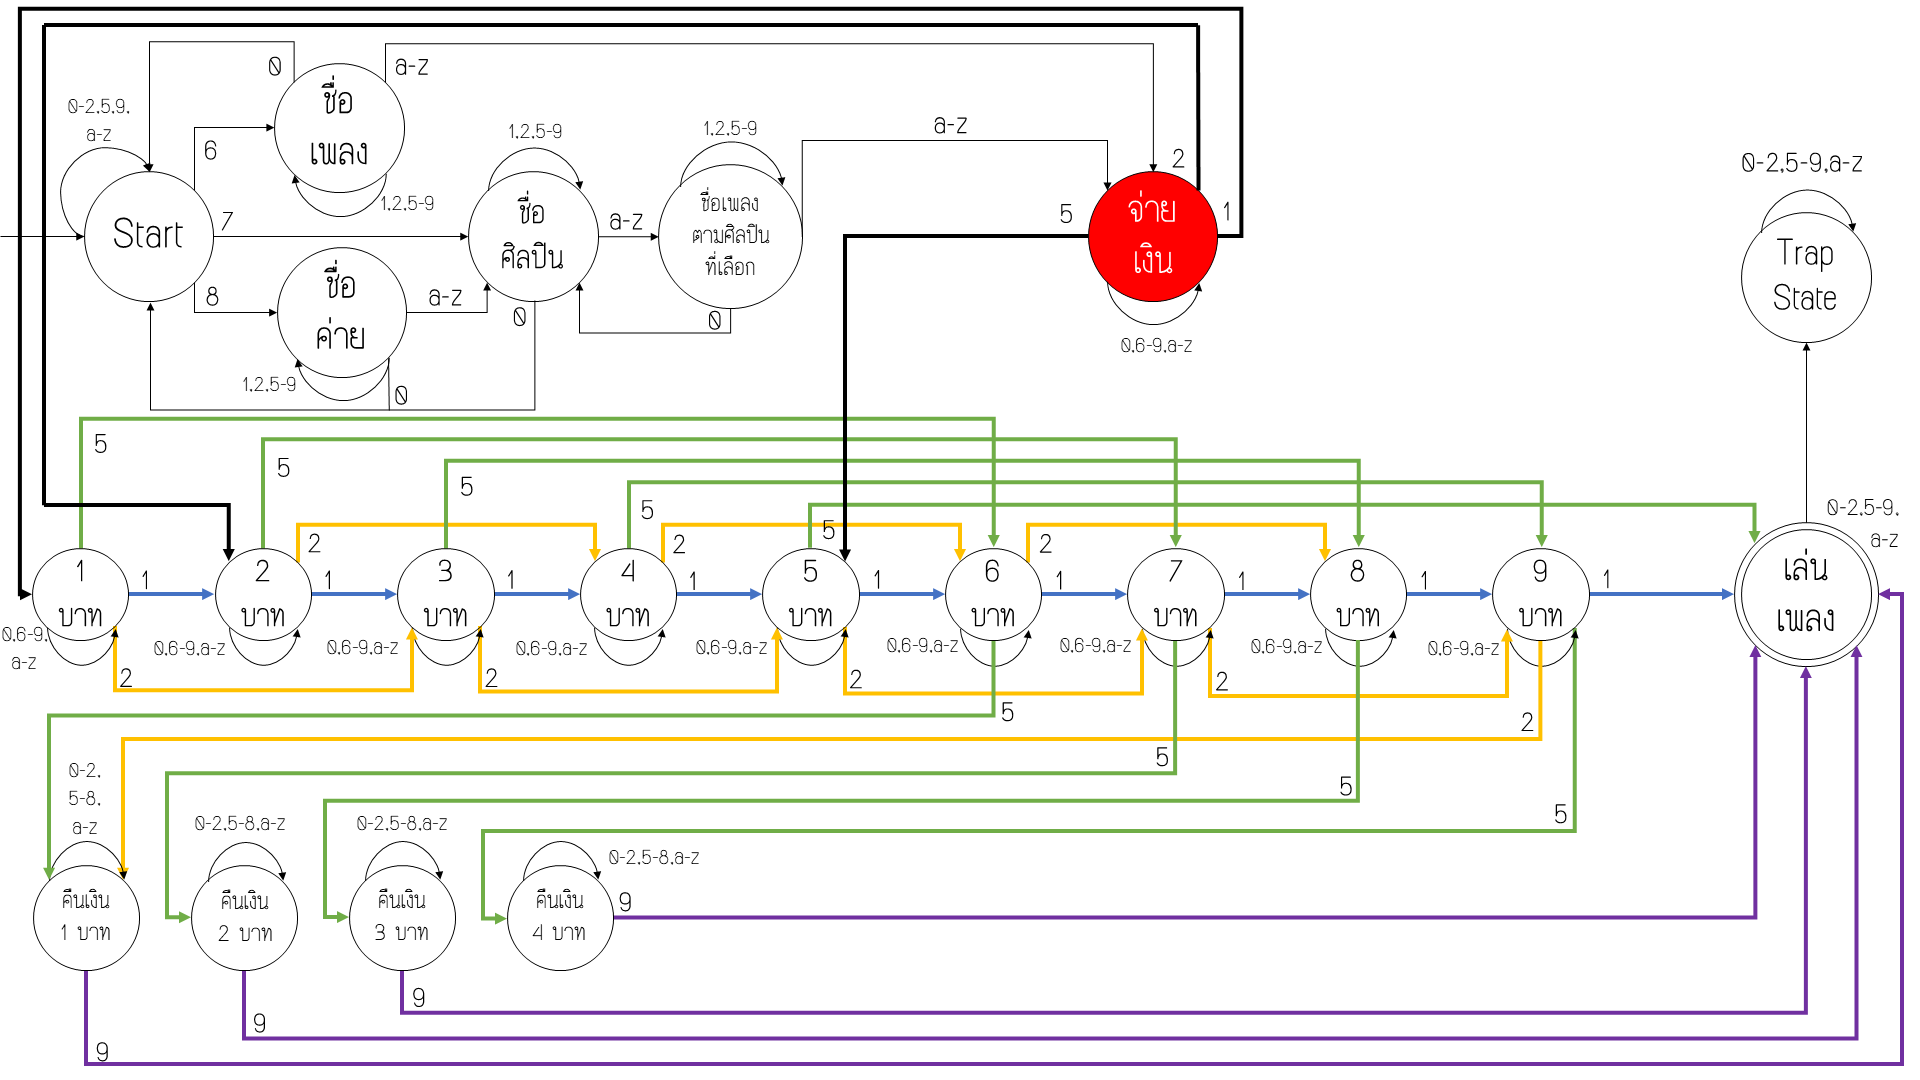 0
a-z
ชื่อ
เพลง
0-2,5,9,
a-z
6
1,2,5-9
1,2,5-9
1,2,5-9
a-z
2
0-2,5-9,a-z
Start
7
ชื่อ
ศิลปิน
a-z
ชื่อเพลง
ตามศิลปิน
ที่เลือก
5
จ่าย
เงิน
1
Trap
State
8
ชื่อ
ค่าย
a-z
0
0
0,6-9,a-z
1,2,5-9
0
5
5
5
5
5
2
2
2
0-2,5-9,
a-z
1
บาท
1
2
บาท
1
3
บาท
1
4
บาท
1
5
บาท
1
6
บาท
1
7
บาท
1
8
บาท
1
9
บาท
1
เล่น
เพลง
0,6-9,
a-z
0,6-9,a-z
0,6-9,a-z
0,6-9,a-z
0,6-9,a-z
0,6-9,a-z
0,6-9,a-z
0,6-9,a-z
0,6-9,a-z
2
2
2
2
5
2
5
5
5
0-2,
5-8,
a-z
0-2,5-8,a-z
0-2,5-8,a-z
0-2,5-8,a-z
คืนเงิน
1 บาท
คืนเงิน
2 บาท
คืนเงิน
3 บาท
คืนเงิน
4 บาท
9
9
9
9